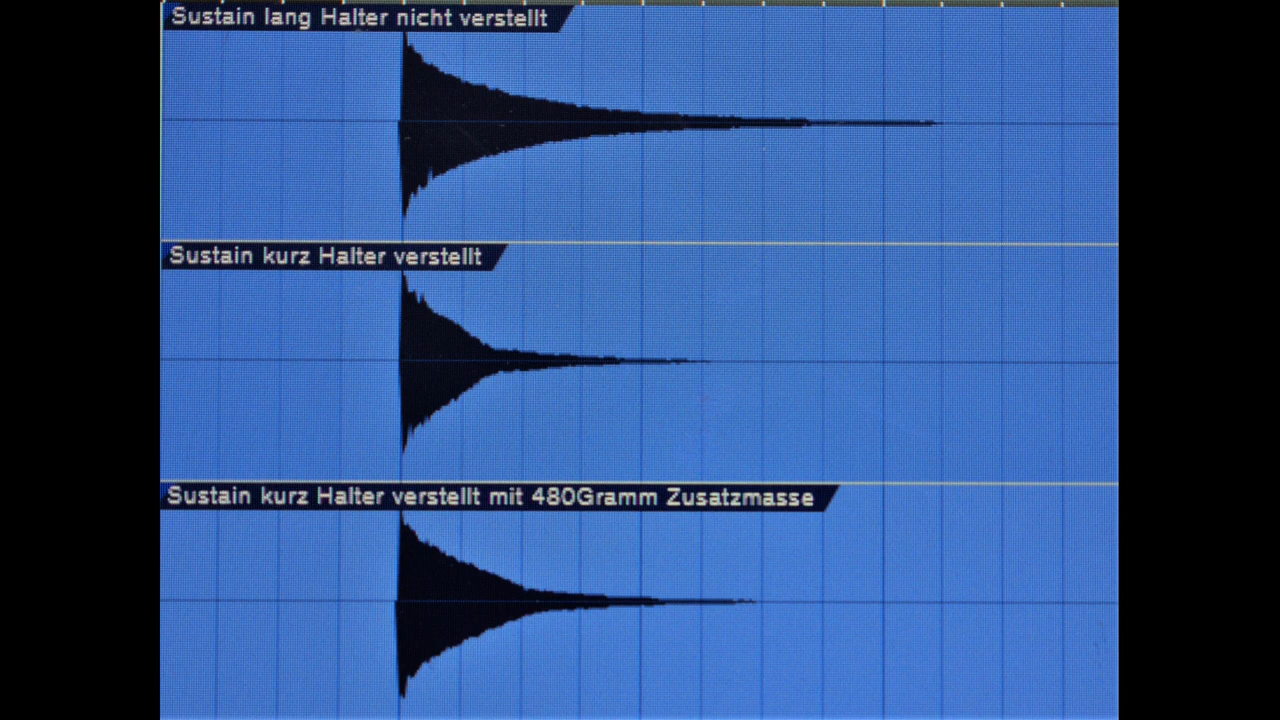 Sustain lang Halter nicht verstellt
Sustain kurz Halter verstellt
Sustain kurz Halter verstellt mit 480Gramm Zusatzmasse